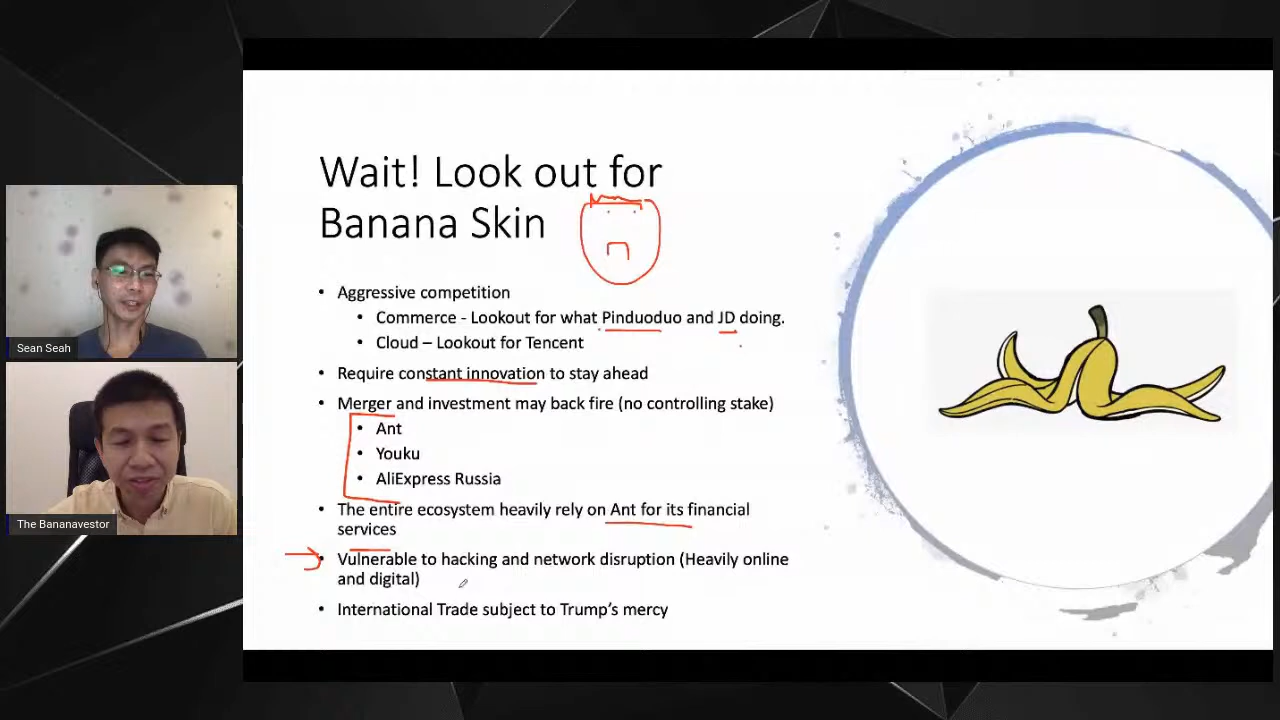 Wait! Look out for
Banana Skin
• Aggressive competition
• Commerce - Lookout for what Pinduoduo and JD doing.
• Cloud – Lookout for Tencent
• Require constant innovation to stay ahead
• Merger and investment may back fire (no controlling stake)
• Ant
• Youku
• AliExpress Russia
• The entire ecosystem heavily rely on Ant for its financial
services
• Vulnerable to hacking and network disruption (Heavily online
and digital)
• International Trade subject to Trump's mercy
Sean Seah
The Bananavestor